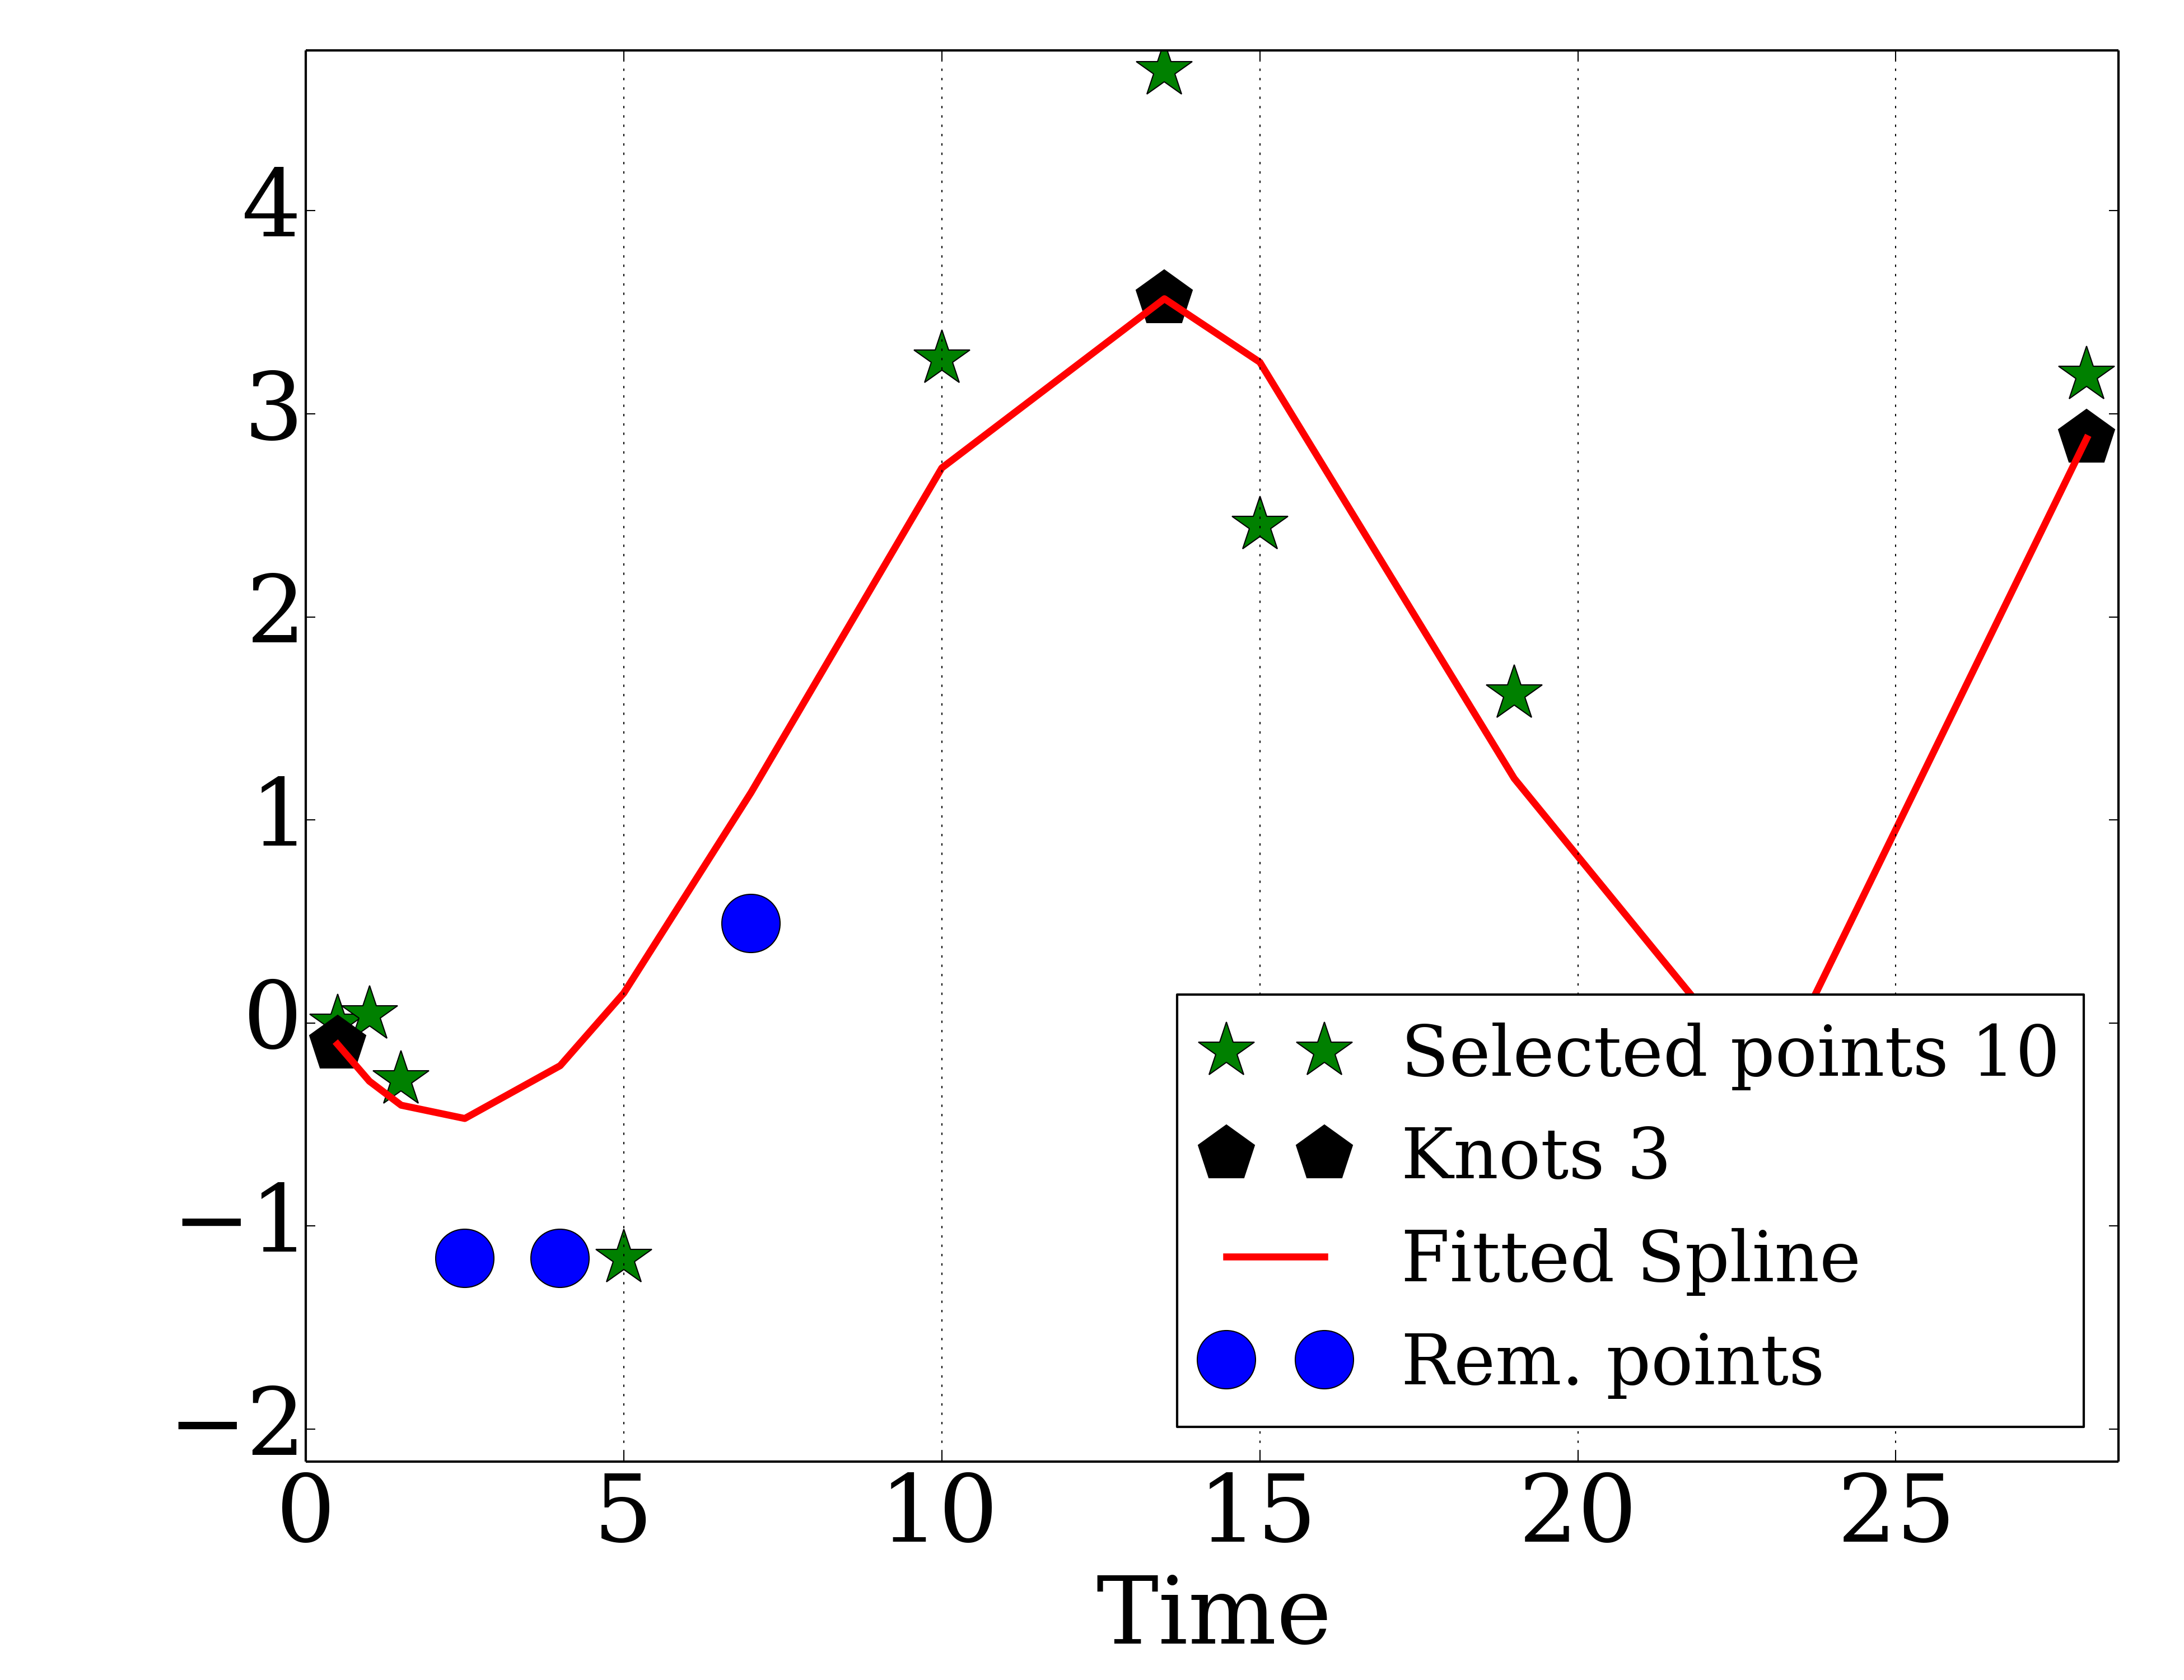 4
3
2
1
0
−1
−2
Selected points 10
Knots 3
Fitted Spline
Rem. points
0 5 10 15 20 25
Time